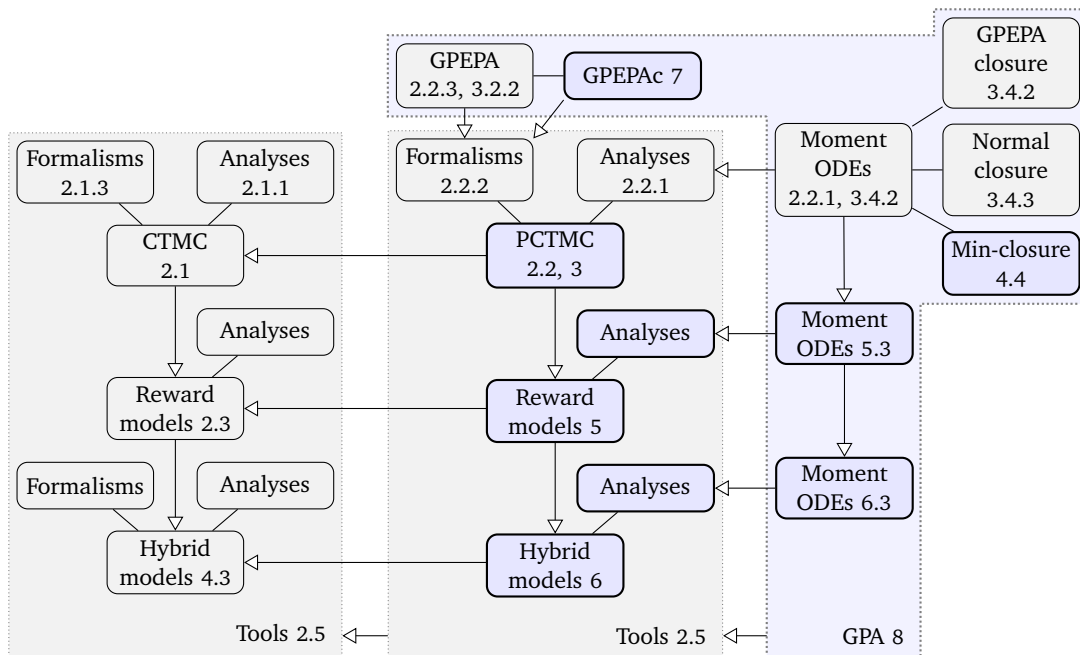 GPEPA
2.2.3, 3.2.2
GPEPAc 7
GPEPA
closure
3.4.2
Formalisms
2.1.3
Analyses
2.1.1
Formalisms
2.2.2
Analyses
2.2.1
Moment
ODEs
2.2.1, 3.4.2
Normal
closure
3.4.3
CTMC
2.1
PCTMC
2.2, 3
Min-closure
4.4
Analyses
Analyses
Moment
ODEs 5.3
Reward
models 2.3
Reward
models 5
Formalisms
Analyses
Analyses
Moment
ODEs 6.3
Hybrid
models 4.3
Hybrid
models 6
Tools 2.5
Tools 2.5
GPA 8